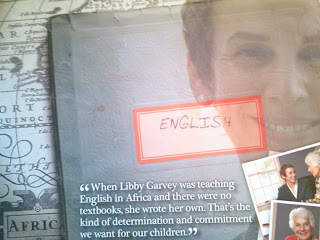 ENGLISH
“When Libby Garvey was teaching
English in Africa and there were no
textbooks, she wrote her own. That's the
kind of determination and commitment
we want for our children.”
AFRIC